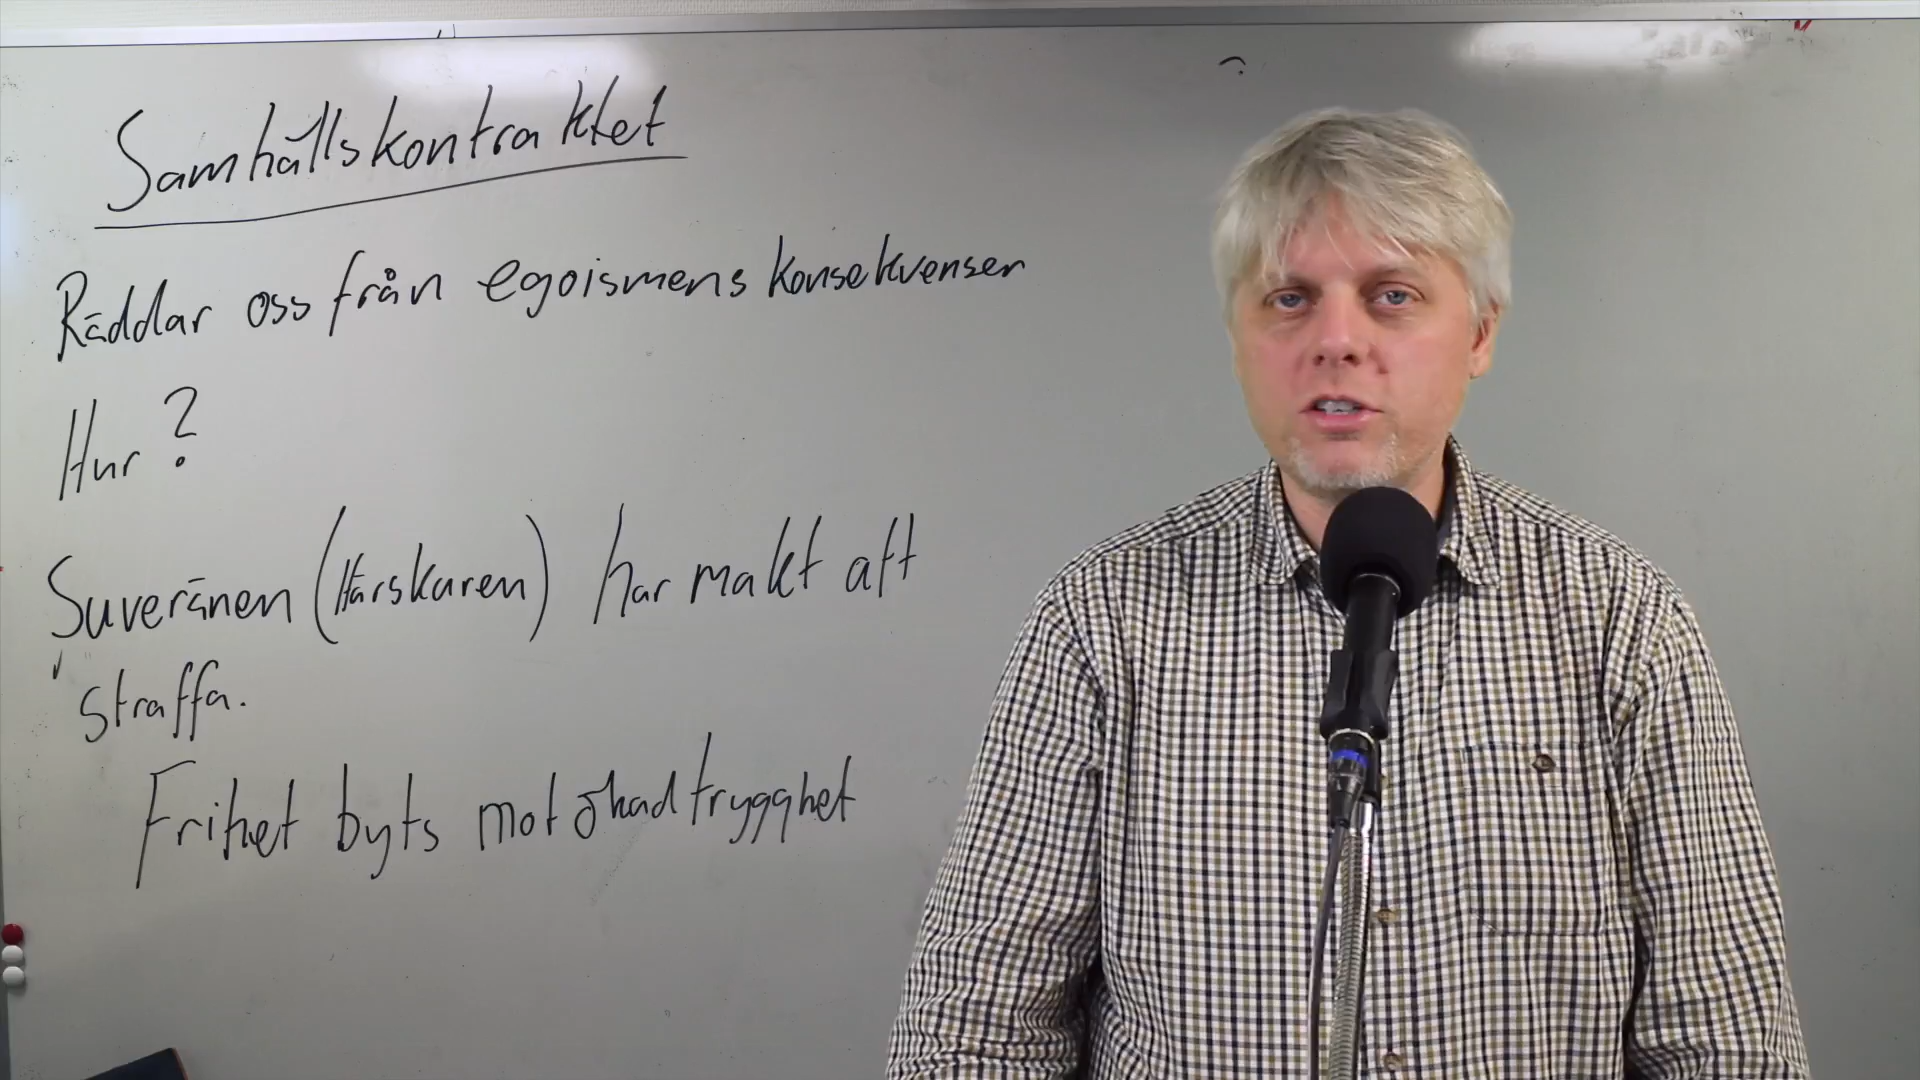 Samhällskontraktet
Räddar oss från egoismens konsekvenser
Hur?
Suveränen (Härskaren) har makt att
straffa.
Frihet byts mot ökad trygghet